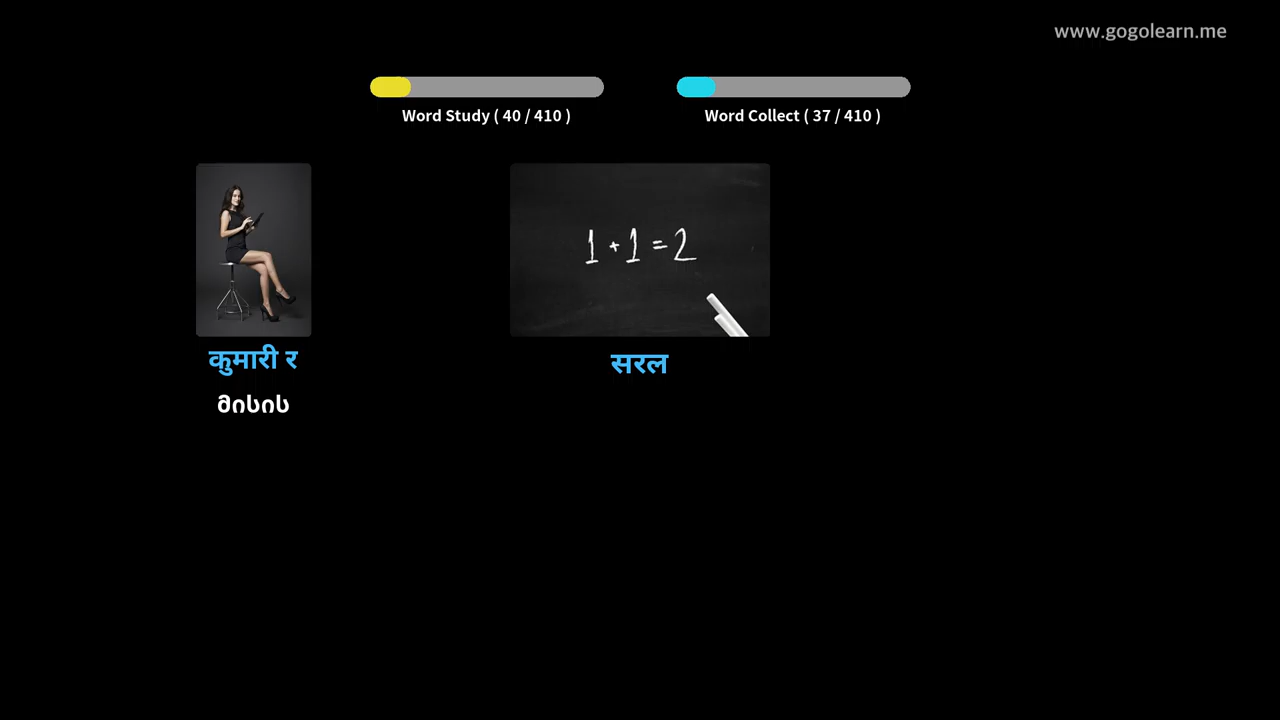 www.gogolearn.me
Word Study ( 40 / 410 )
Word Collect ( 37 / 410 )
1 + 1 = 2
कुमारी र
მისის
सरल